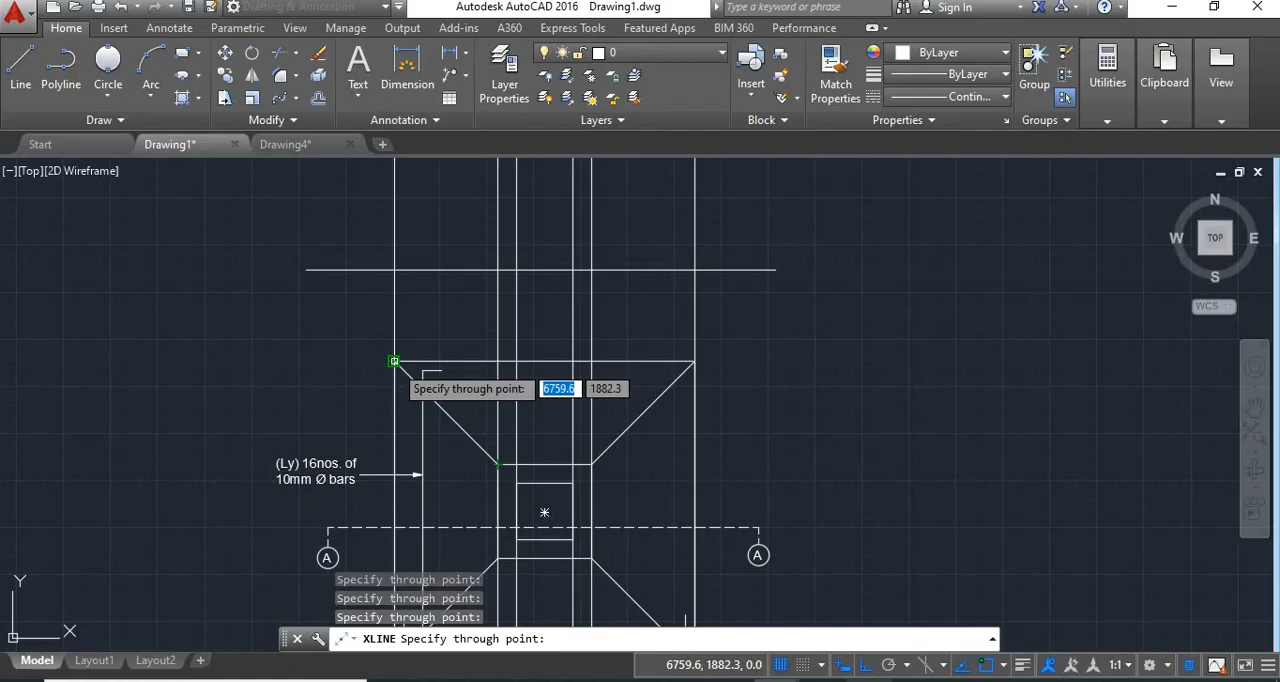 Drafting & Annotation
Autodesk AutoCAD 2016 Drawing1.dwg
Type a keyword or phrase
Sign In
Home Insert Annotate Parametric View Manage Output Add-ins A360 Express Tools Featured Apps BIM 360 Performance
0
ByLayer
ByLayer
Contin...
Line Polyline Circle Arc
Text Dimension
Layer Properties
Insert
Match Properties
Group
Utilities Clipboard View
Draw Modify Annotation Layers Block Properties Groups
Start Drawing1* Drawing4*
[−][Top][2D Wireframe]
N
W TOP E
S
WCS
Specify through point: 6759.6 1882.3
(Ly) 16nos. of
10mm Ø bars
A A
Y
X
Specify through point:
Specify through point:
Specify through point:
XLINE Specify through point:
Model Layout1 Layout2 +
6759.6, 1882.3, 0.0
1:1